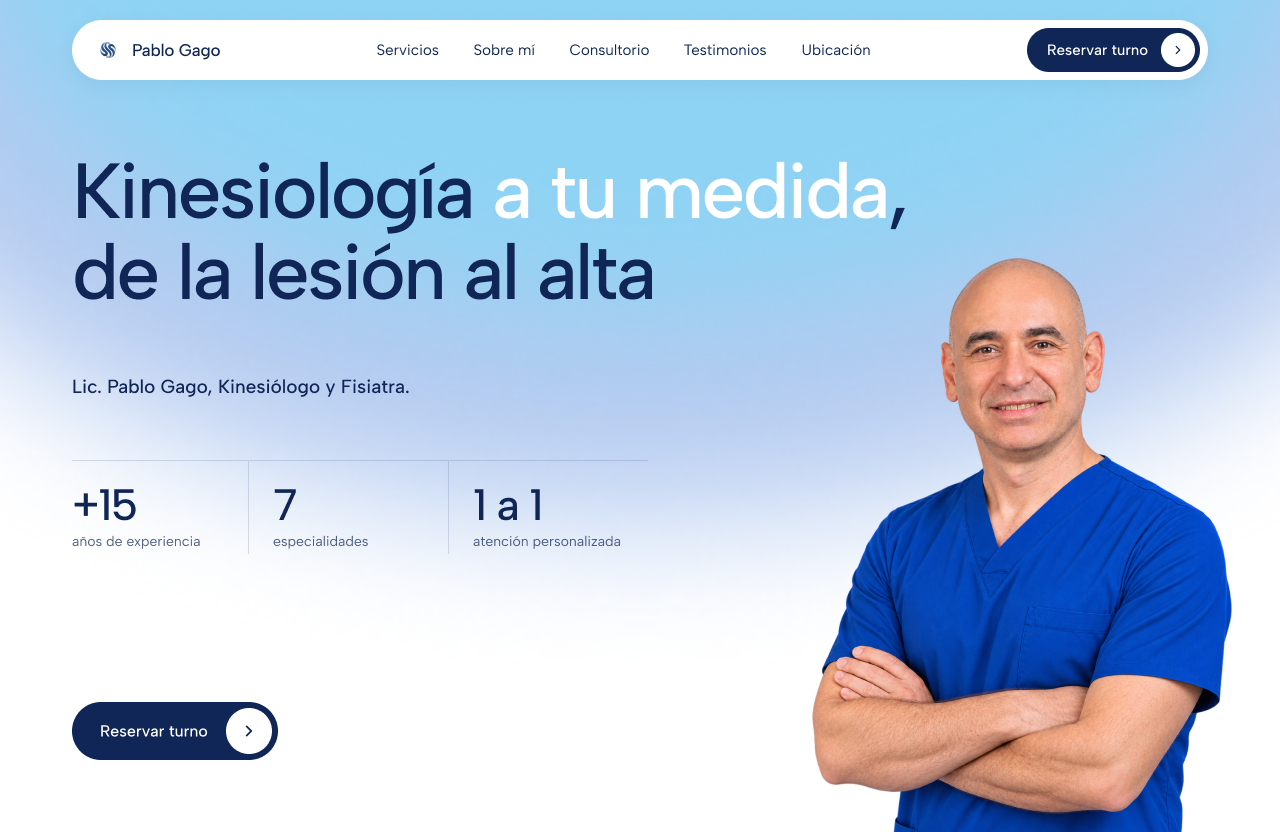 Pablo Gago
Servicios
Sobre mí
Consultorio
Testimonios
Ubicación
Reservar turno
Kinesiología a tu medida,
de la lesión al alta
Lic. Pablo Gago, Kinesiólogo y Fisiatra.
+15
años de experiencia
7
especialidades
1 a 1
atención personalizada
Reservar turno